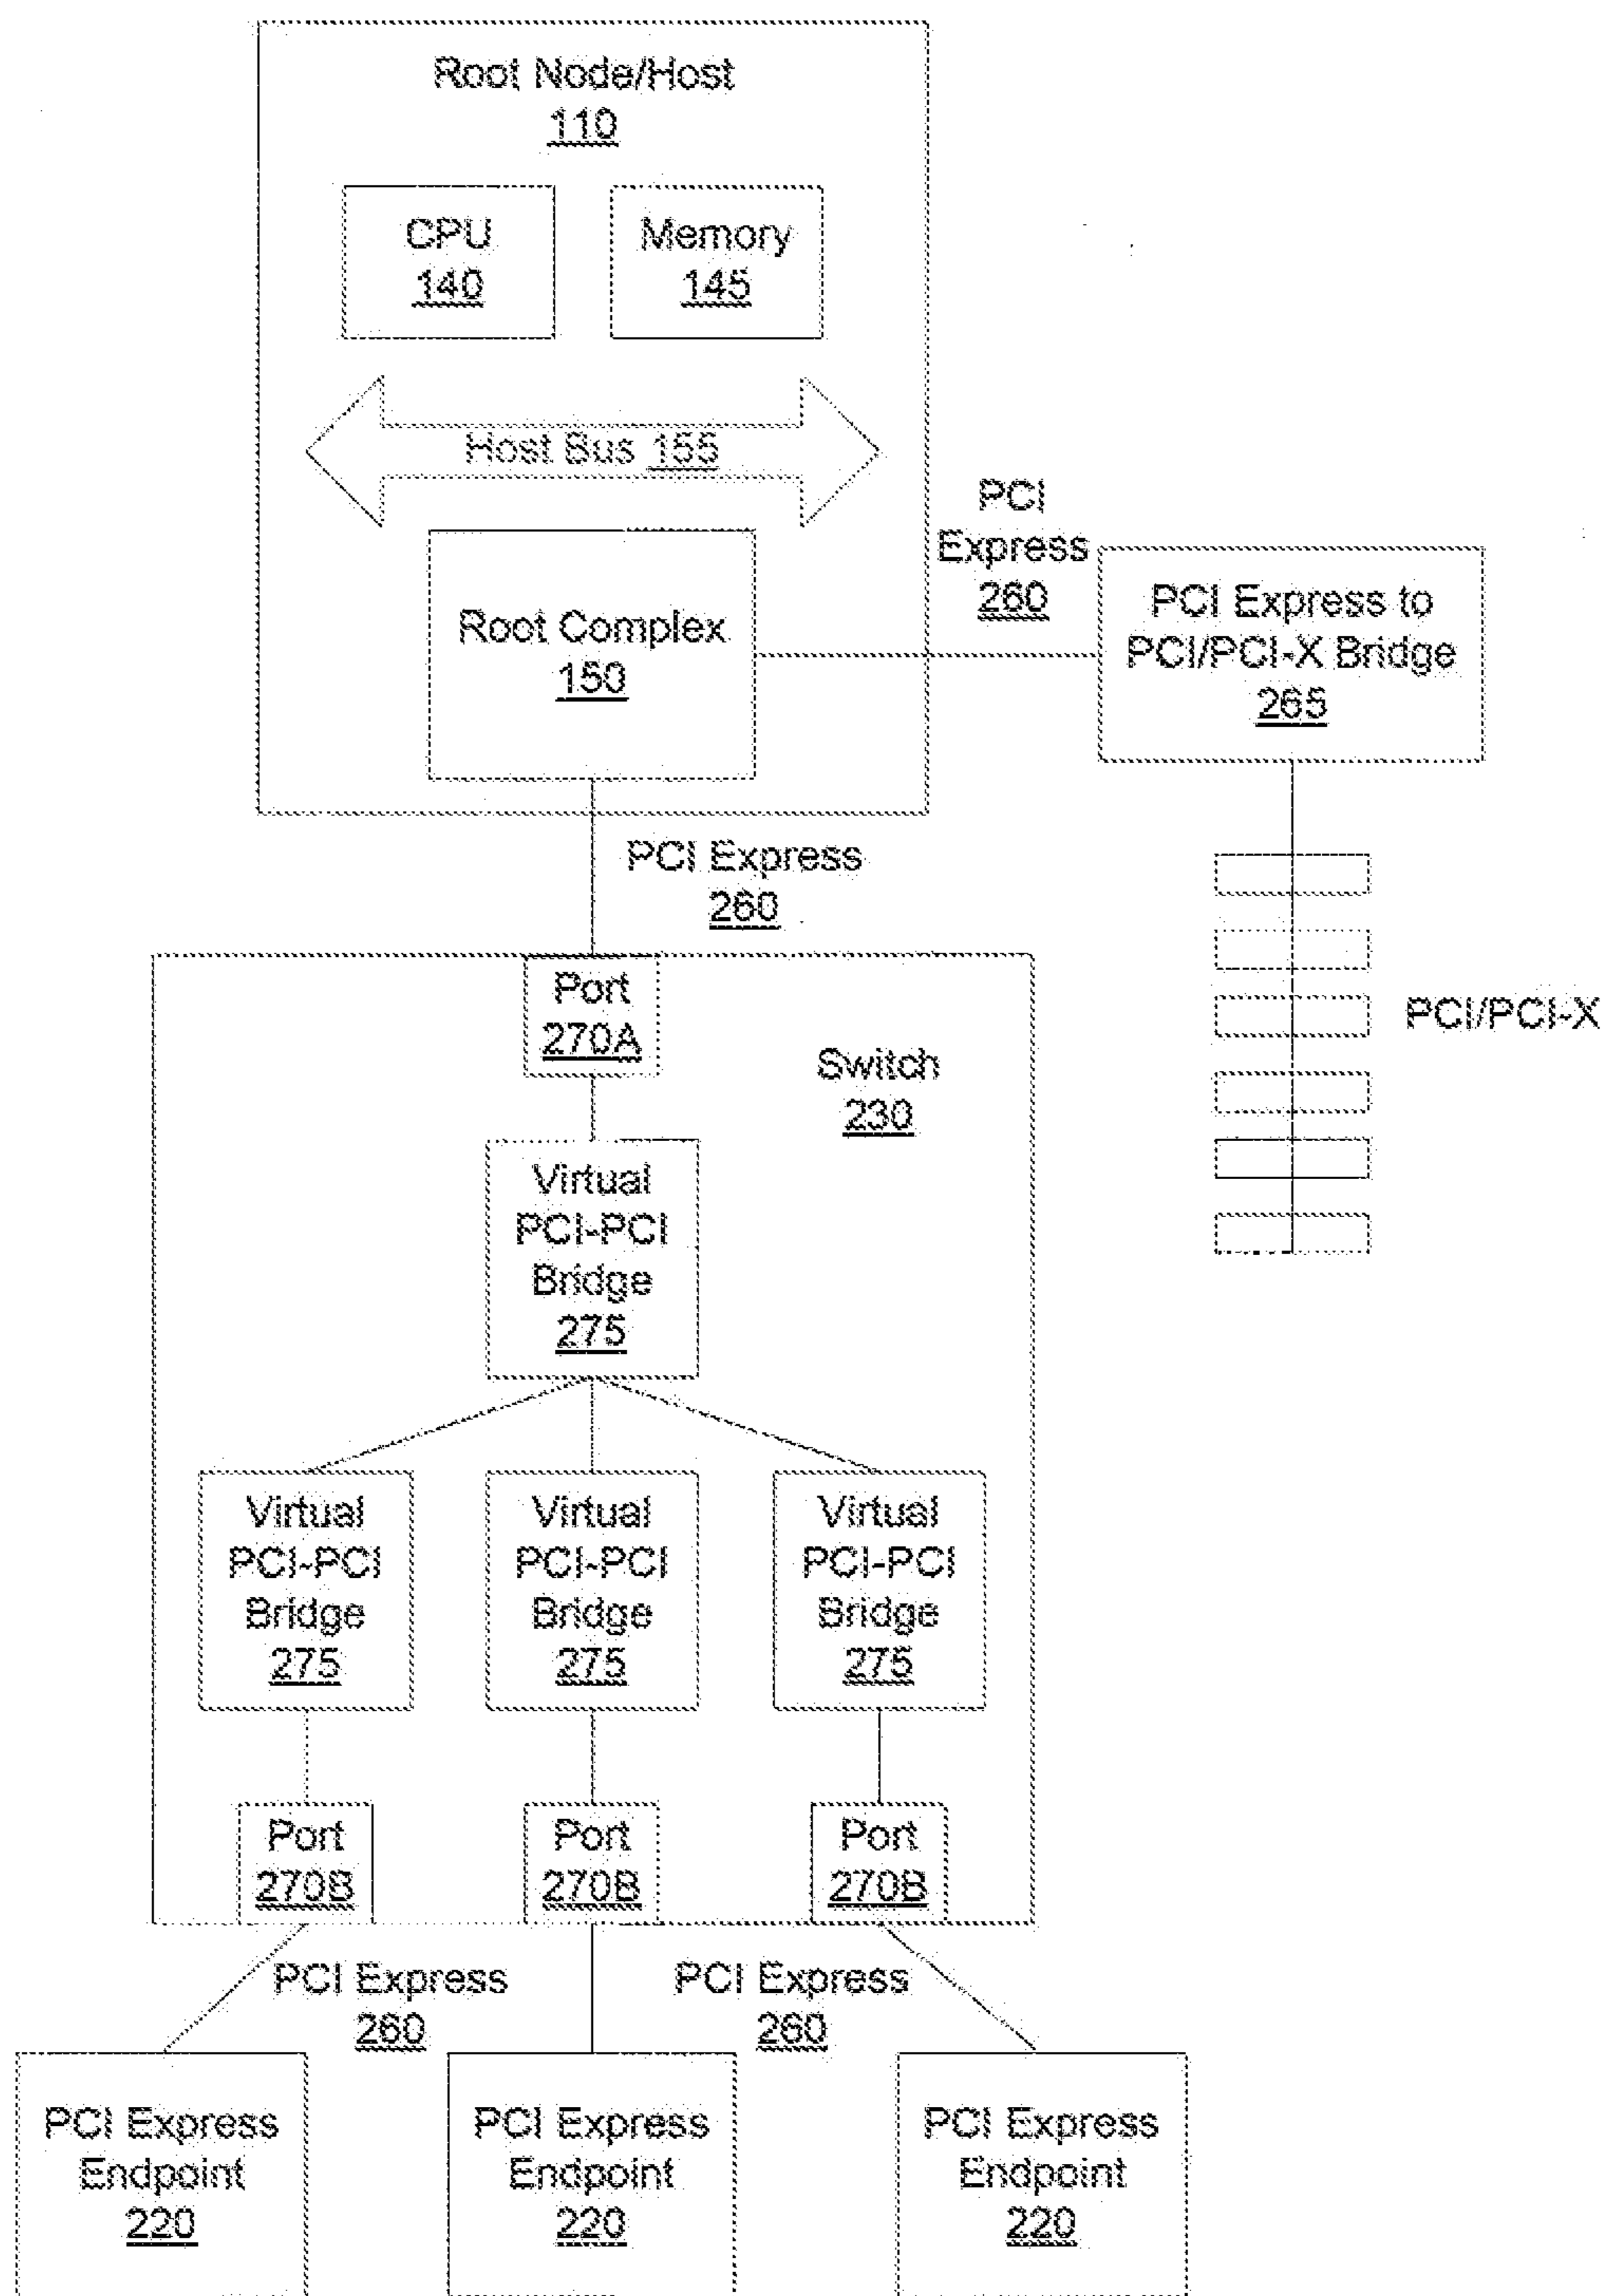 Root Node/Host
110
CPU
140
Memory
145
Host Bus 155
Root Complex
150
PCI
Express
260
PCI Express to
PCI/PCI-X Bridge
265
PCI Express
260
Port
270A
Switch
230
PCI/PCI-X
Virtual
PCI-PCI
Bridge
275
Virtual
PCI-PCI
Bridge
275
Virtual
PCI-PCI
Bridge
275
Virtual
PCI-PCI
Bridge
275
Port
270B
Port
270B
Port
270B
PCI Express
260
PCI Express
260
PCI Express
Endpoint
220
PCI Express
Endpoint
220
PCI Express
Endpoint
220